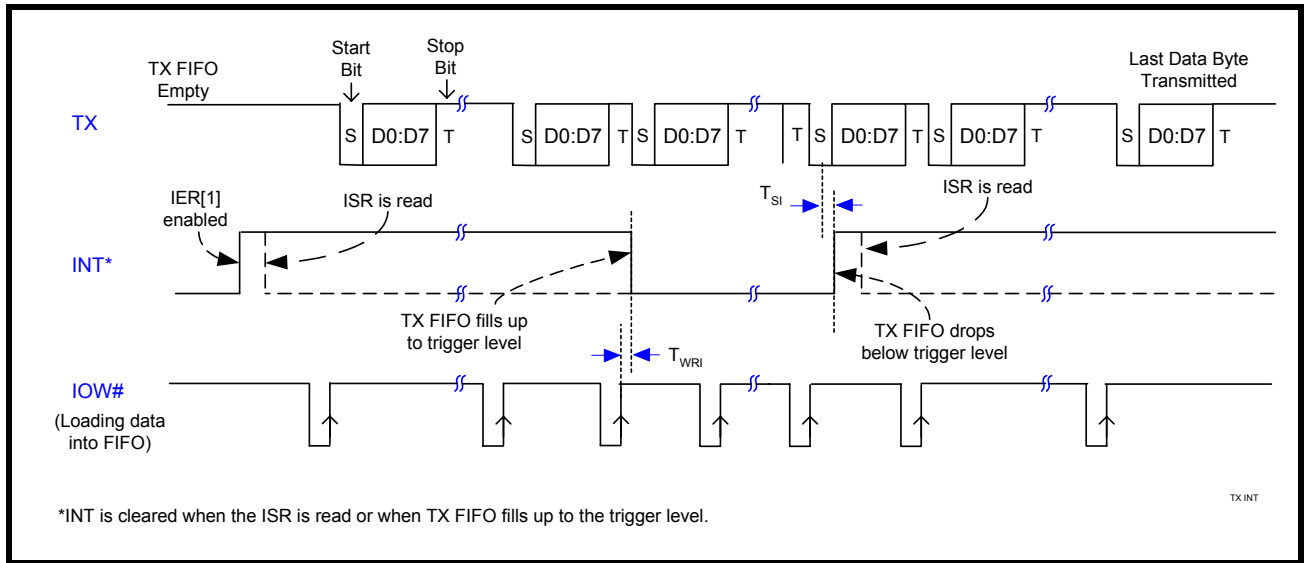 TX FIFO
Empty
Start
Bit
Stop
Bit
Last Data Byte
Transmitted
TX
S D0:D7 T S D0:D7 T S D0:D7 T T S D0:D7 T S D0:D7 T S D0:D7 T
IER[1]
enabled
ISR is read
TSI
ISR is read
INT*
TX FIFO fills up
to trigger level
TX FIFO drops
below trigger level
TWRI
IOW#
(Loading data
into FIFO)
TX INT
*INT is cleared when the ISR is read or when TX FIFO fills up to the trigger level.